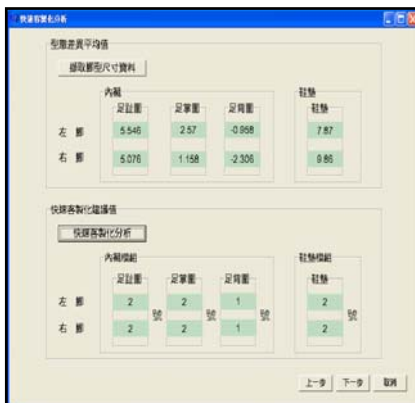 快速客製化分析
型態差異平均值
擷取腳型尺寸資料
內襯 鞋墊
足趾圍 足掌圍 足背圍 鞋墊
左 腳 5.546 2.57 -0.958 7.87
右 腳 5.076 1.158 -2.306 9.86
快速客製化建議值
快速客製化分析
內襯模組 鞋墊模組
足趾圍 足掌圍 足背圍 鞋墊
左 腳 2 號 2 號 1 號 2 號
右 腳 2 2 1 2
上一步 下一步 取消